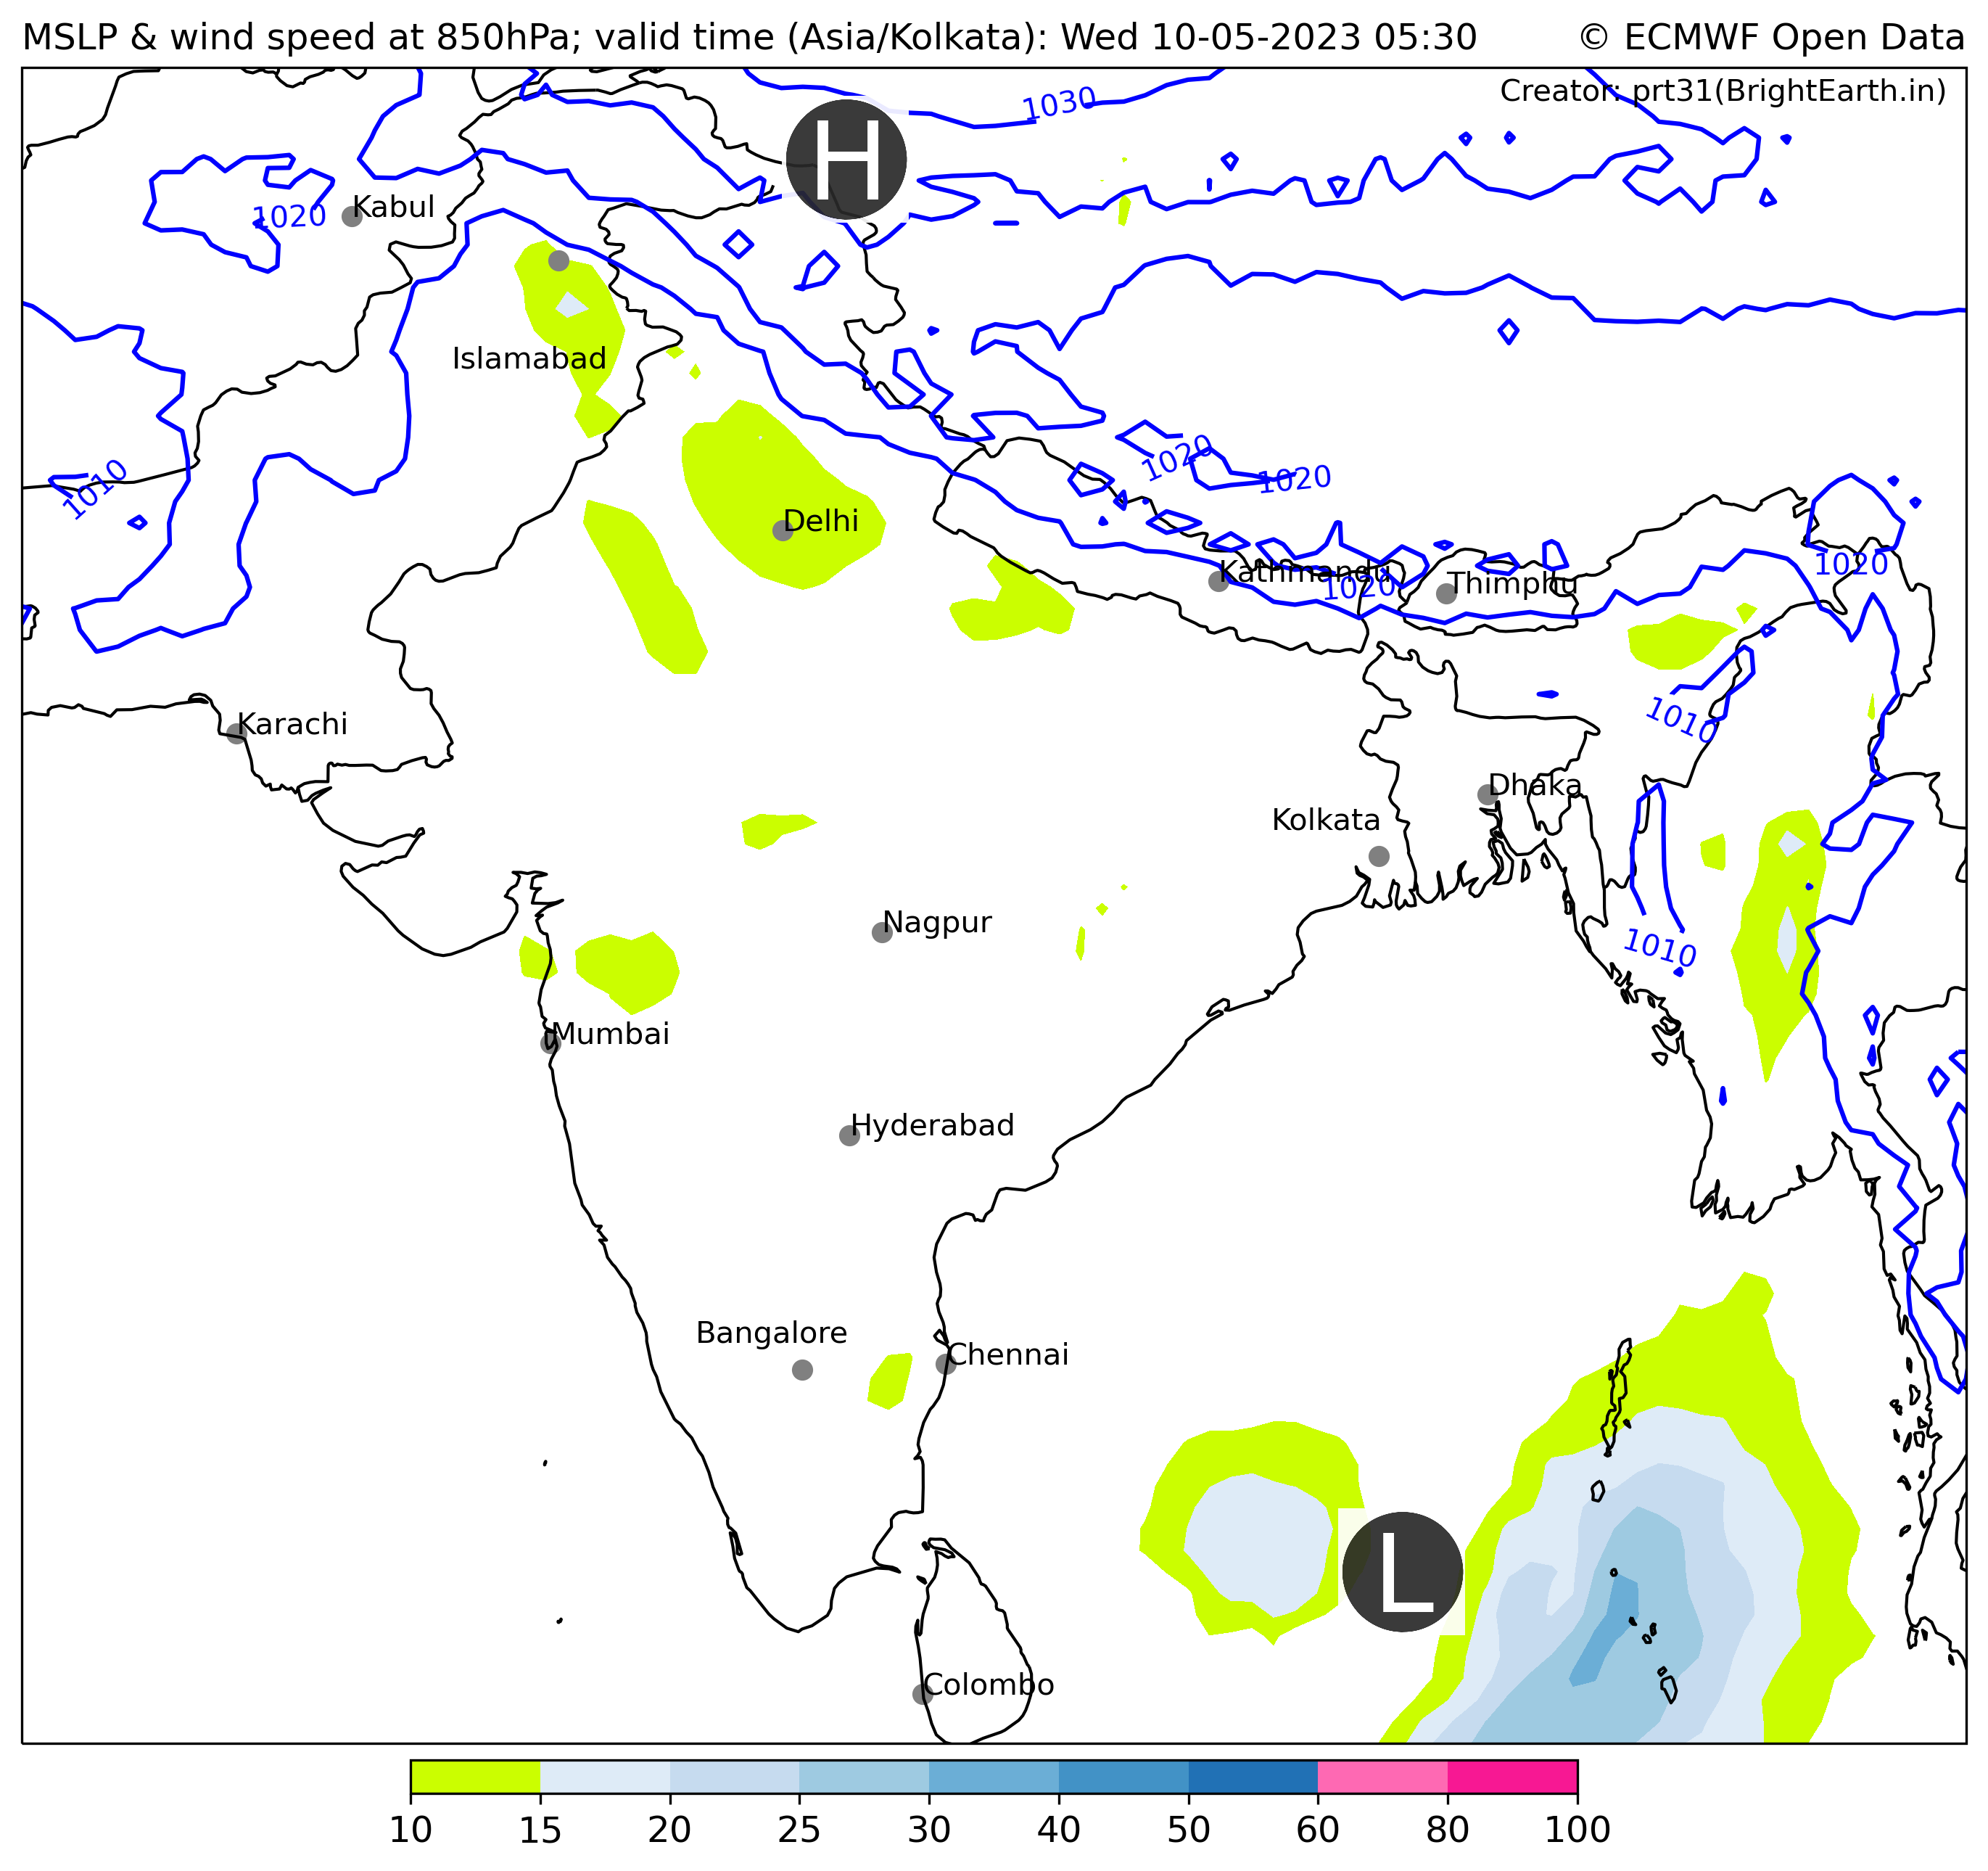 MSLP & wind speed at 850hPa; valid time (Asia/Kolkata): Wed 10-05-2023 05:30
© ECMWF Open Data
Creator: prt31(BrightEarth.in)
1030
H
Kabul
1020
Islamabad
1010
1020
1020
Delhi
Kathmandu
1020
Thimphu
1020
1010
Karachi
Dhaka
Kolkata
Nagpur
1010
Mumbai
Hyderabad
Bangalore
Chennai
L
Colombo
10 15 20 25 30 40 50 60 80 100